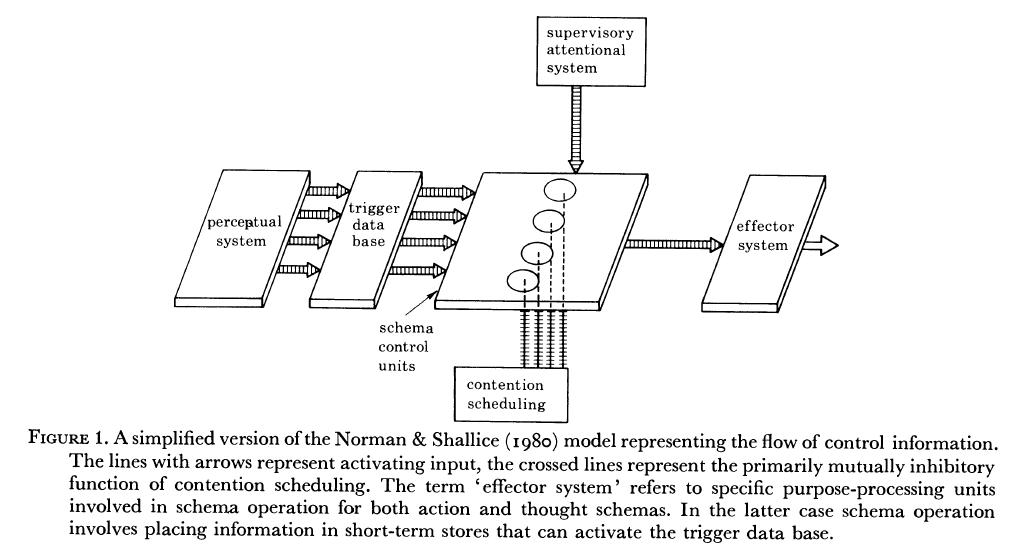 supervisory
attentional
system
perceptual
system
trigger
data
base
effector
system
schema
control
units
contention
scheduling
FIGURE 1. A simplified version of the Norman & Shallice (1980) model representing the flow of control information.
The lines with arrows represent activating input, the crossed lines represent the primarily mutually inhibitory
function of contention scheduling. The term ‘effector system’ refers to specific purpose-processing units
involved in schema operation for both action and thought schemas. In the latter case schema operation
involves placing information in short-term stores that can activate the trigger data base.